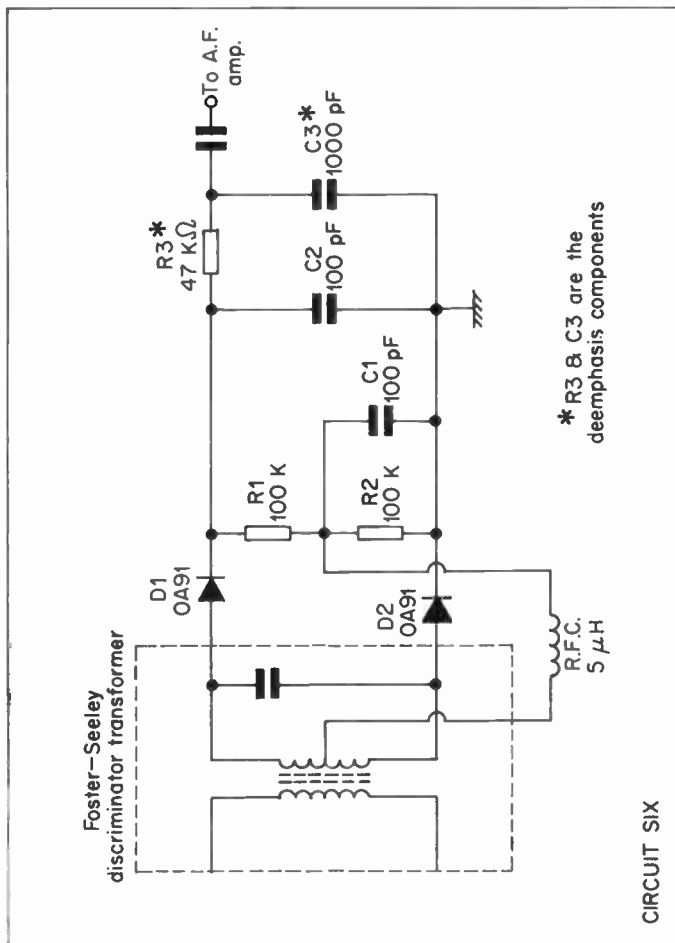 Foster–Seeley
discriminator transformer
D1
OA91
R3*
47 KΩ
To A.F.
amp.
R1
100 K
C2
100 pF
C3*
1000 pF
R2
100 K
C1
100 pF
D2
OA91
R.F.C.
5 μH
* R3 & C3 are the
deemphasis components
CIRCUIT SIX